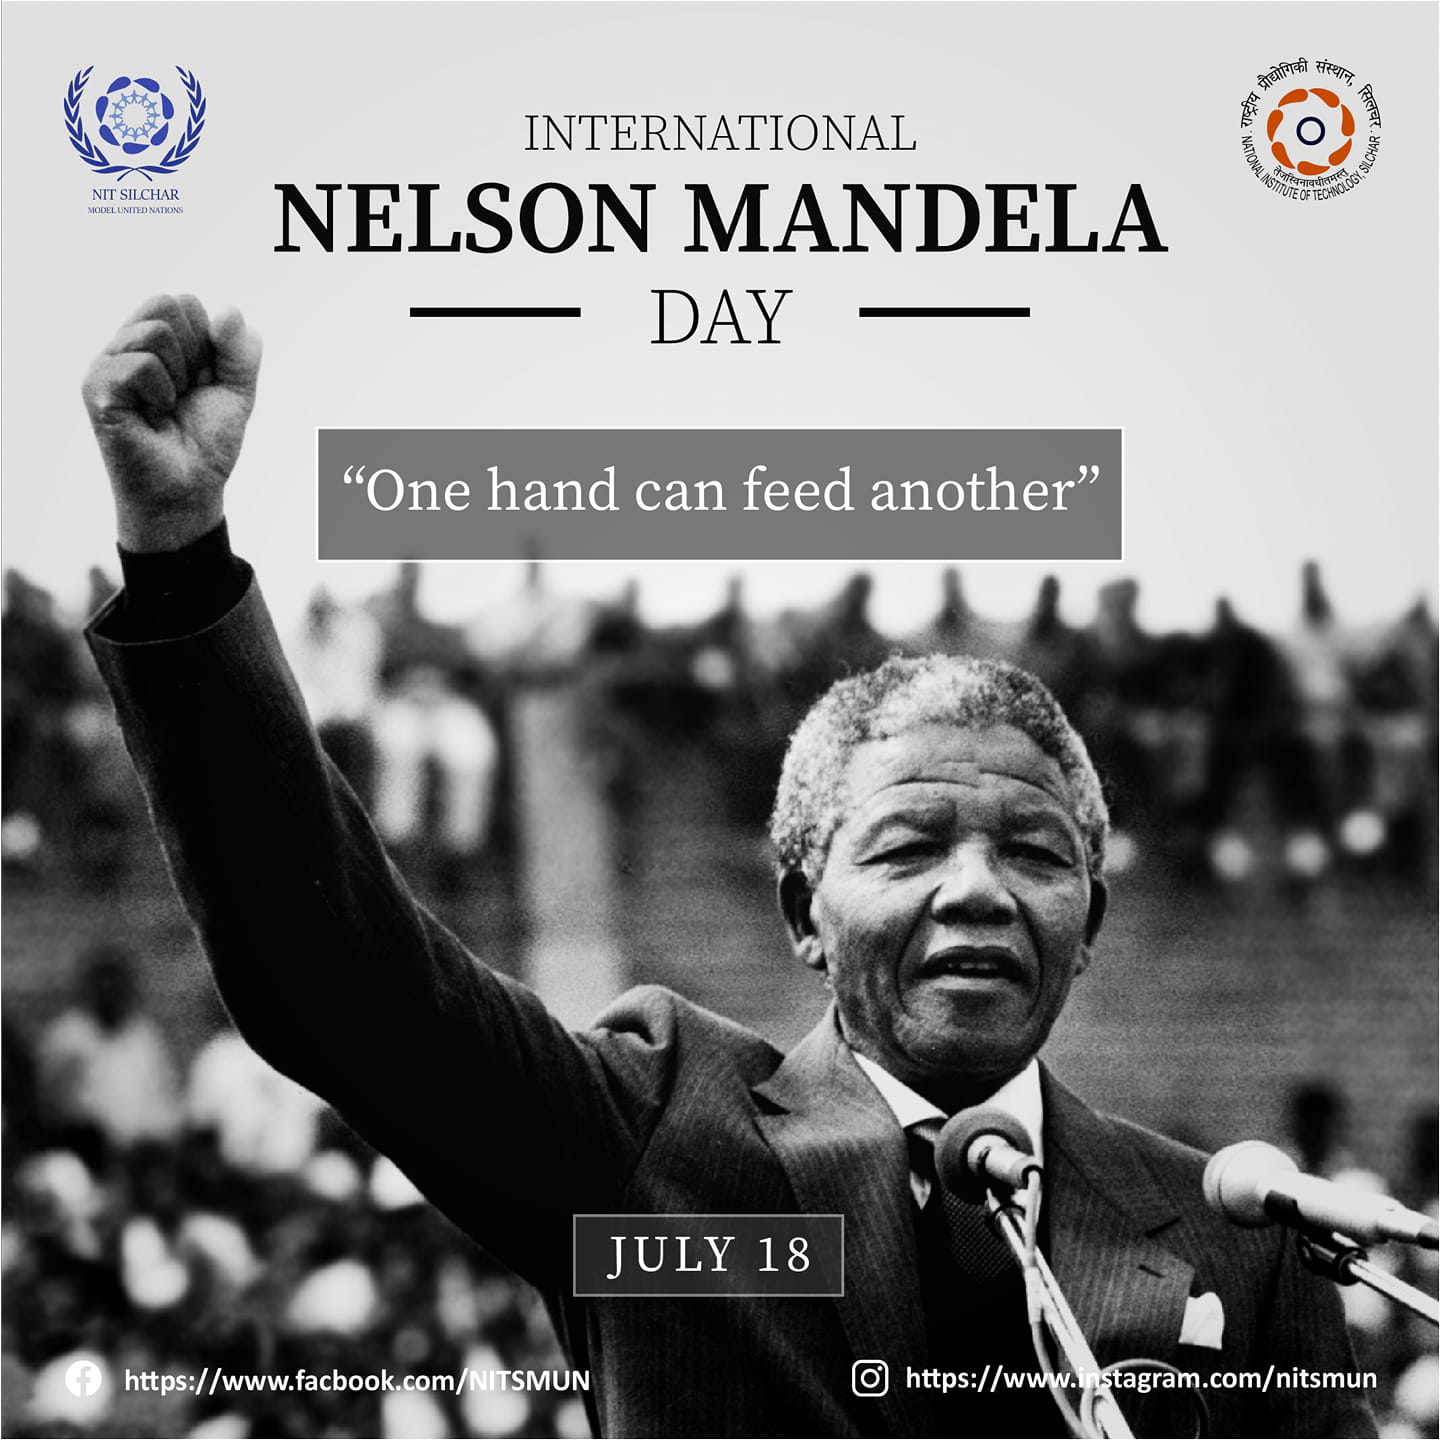 NIT SILCHAR
MODEL UNITED NATIONS
राष्ट्रीय प्रौद्योगिकी संस्थान, सिलचर
NATIONAL INSTITUTE OF TECHNOLOGY, SILCHAR
INTERNATIONAL
NELSON MANDELA
DAY
“One hand can feed another”
JULY 18
https://www.facbook.com/NITSMUN
https://www.instagram.com/nitsmun